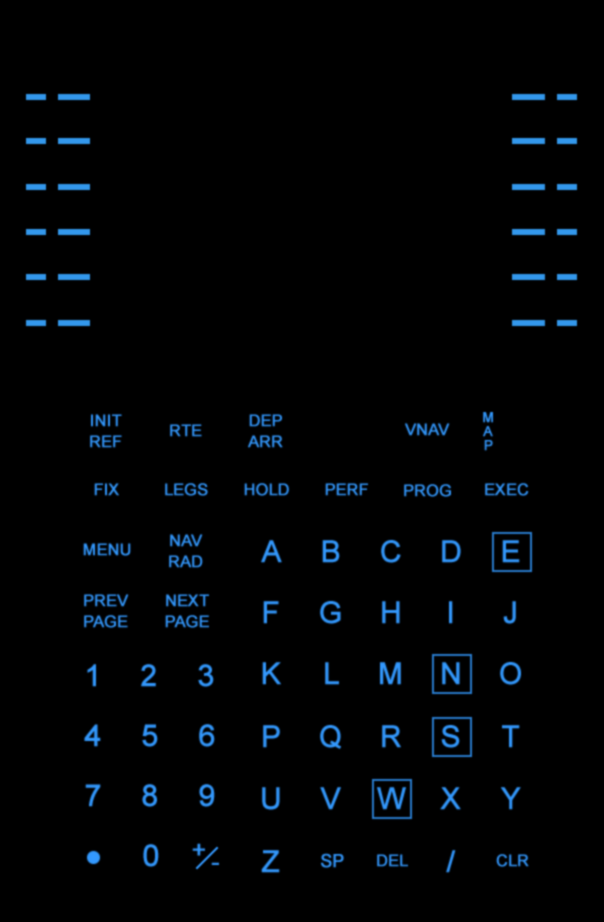 INIT REF RTE DEP ARR VNAV MAP
FIX LEGS HOLD PERF PROG EXEC
MENU NAV RAD A B C D E
PREV PAGE NEXT PAGE F G H I J
1 2 3 K L M N O
4 5 6 P Q R S T
7 8 9 U V W X Y
• 0 +/- Z SP DEL / CLR